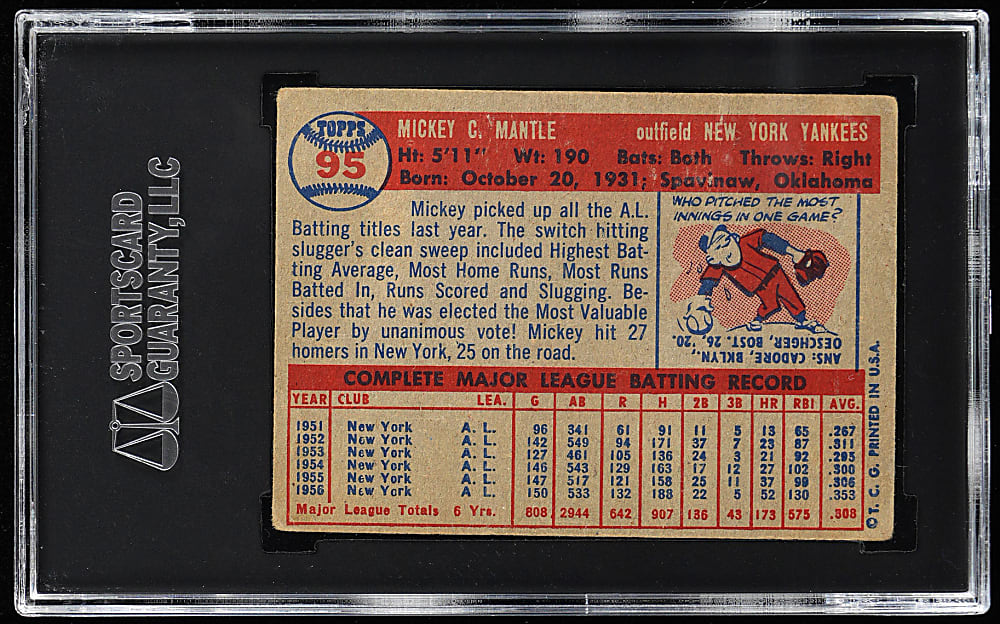 SPORTSCARD
GUARANTY, LLC
TOPPS
95
MICKEY C. MANTLE outfield NEW YORK YANKEES
Ht: 5'11" Wt: 190 Bats: Both Throws: Right
Born: October 20, 1931; Spavinaw, Oklahoma
Mickey picked up all the A.L.
Batting titles last year. The switch hitting
slugger's clean sweep included Highest Bat-
ting Average, Most Home Runs, Most Runs
Batted In, Runs Scored and Slugging. Be-
sides that he was elected the Most Valuable
Player by unanimous vote! Mickey hit 27
homers in New York, 25 on the road.
WHO PITCHED THE MOST
INNINGS IN ONE GAME?
ANS: CADORE, BKLYN.,
OESCHGER, BOST. 26, '20.
COMPLETE MAJOR LEAGUE BATTING RECORD
YEAR CLUB LEA. G AB R H 2B 3B HR RBI AVG.
1951 New York A. L. 96 341 61 91 11 5 13 65 .267
1952 New York A. L. 142 549 94 171 37 7 23 87 .311
1953 New York A. L. 127 461 105 136 24 3 21 92 .295
1954 New York A. L. 146 543 129 163 17 12 27 102 .300
1955 New York A. L. 147 517 121 158 25 11 37 99 .306
1956 New York A. L. 150 533 132 188 22 5 52 130 .353
Major League Totals 6 Yrs. 808 2944 642 907 136 43 173 575 .308
© T. C. G. PRINTED IN U.S.A.